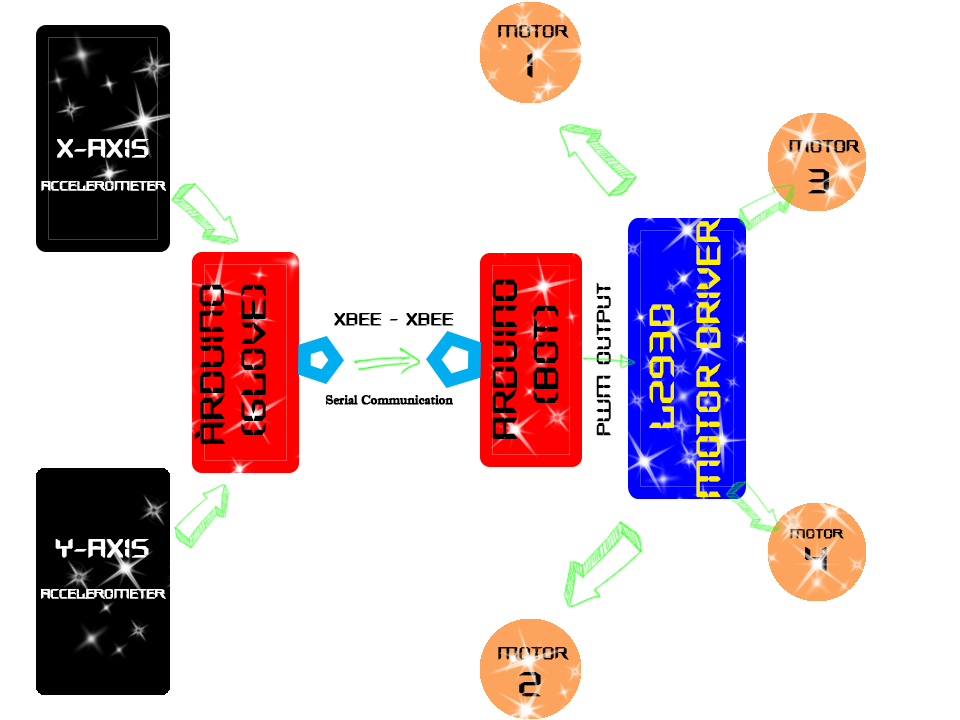 X-AXIS
ACCELEROMETER
Y-AXIS
ACCELEROMETER
ÀRDUINO
(GLOVE)
XBEE - XBEE
Serial Communication
ARDUINO
(BOT)
PWM OUTPUT
L293D
MOTOR DRIVER
MOTOR
1
MOTOR
3
MOTOR
4
MOTOR
2